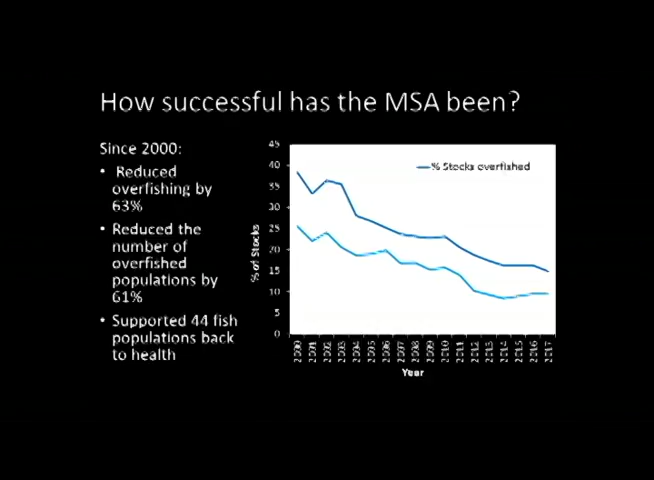 How successful has the MSA been?
Since 2000:
• Reduced
overfishing by
63%
• Reduced the
number of
overfished
populations by
61%
• Supported 44 fish
populations back
to health
45
40
35
30
25
20
15
10
5
0
% of Stocks
% Stocks overfished
2000
2001
2002
2003
2004
2005
2006
2007
2008
2009
2010
2011
2012
2013
2014
2015
2016
2017
Year